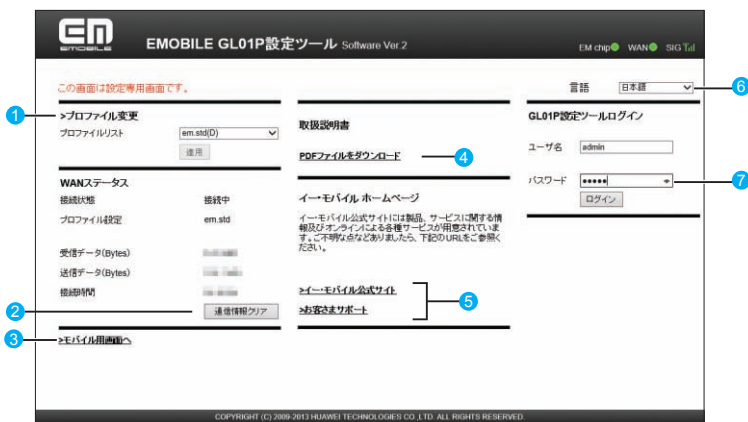 EM
EMOBILE
EMOBILE GL01P設定ツール Software Ver.2
EM chip WAN SIG
この画面は設定専用画面です。
言語 日本語
6
1
>プロファイル変更
プロファイルリスト em.std(D)
適用
WANステータス
接続状態 接続中
プロファイル設定 em.std
受信データ(Bytes)
送信データ(Bytes)
接続時間
2
通信情報クリア
3
>モバイル用画面へ
取扱説明書
PDFファイルをダウンロード
4
イー・モバイル ホームページ
イー・モバイル公式サイトには製品、サービスに関する情
報及びオンラインによる各種サービスが用意されていま
す。ご不明な点などありましたら、下記のURLをご参照く
ださい。
>イー・モバイル公式サイト
>お客さまサポート
5
GL01P設定ツールログイン
ユーザ名 admin
パスワード •••••
7
ログイン
COPYRIGHT (C) 2009-2013 HUAWEI TECHNOLOGIES CO.,LTD. ALL RIGHTS RESERVED.